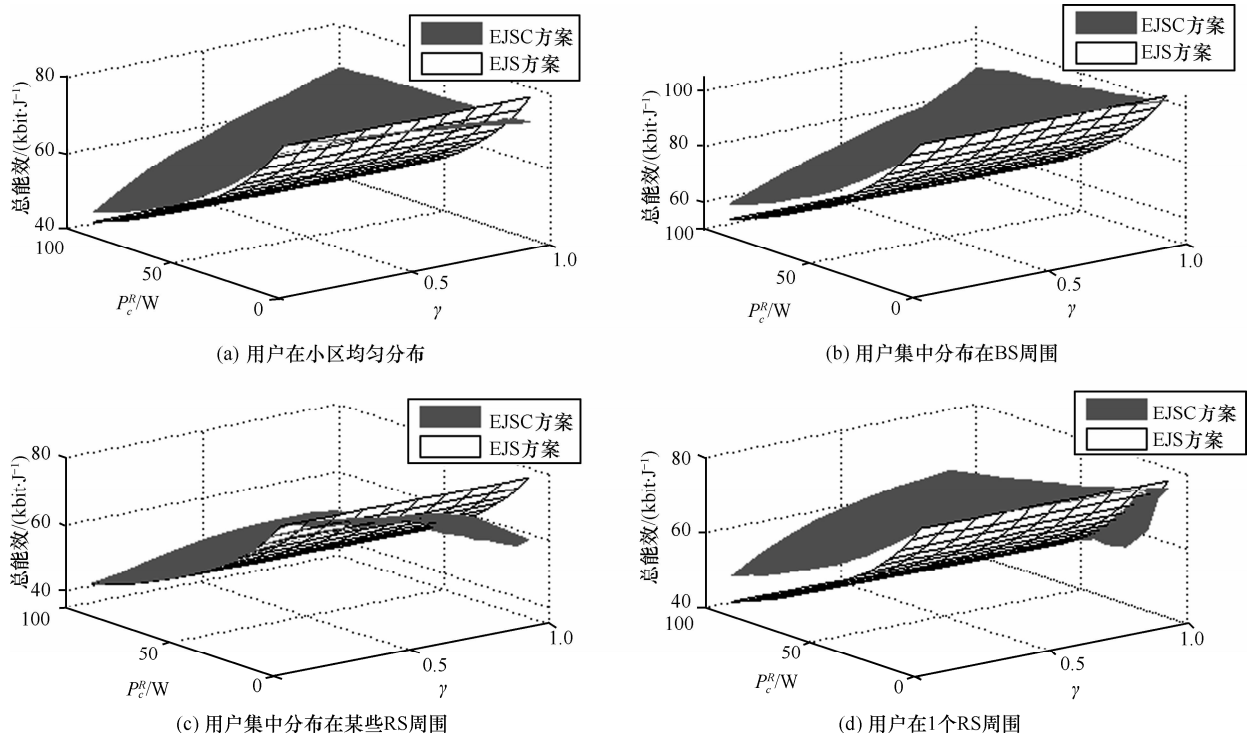 EJSC方案
EJS方案
80
60
40
总能效/(kbit·J⁻¹)
100
50
0
P_c^R/W
0.5
1.0
γ
(a) 用户在小区均匀分布
EJSC方案
EJS方案
100
80
60
总能效/(kbit·J⁻¹)
100
50
0
P_c^R/W
0.5
1.0
γ
(b) 用户集中分布在BS周围
EJSC方案
EJS方案
80
60
40
总能效/(kbit·J⁻¹)
100
50
0
P_c^R/W
0.5
1.0
γ
(c) 用户集中分布在某些RS周围
EJSC方案
EJS方案
80
60
40
总能效/(kbit·J⁻¹)
100
50
0
P_c^R/W
0.5
1.0
γ
(d) 用户在1个RS周围